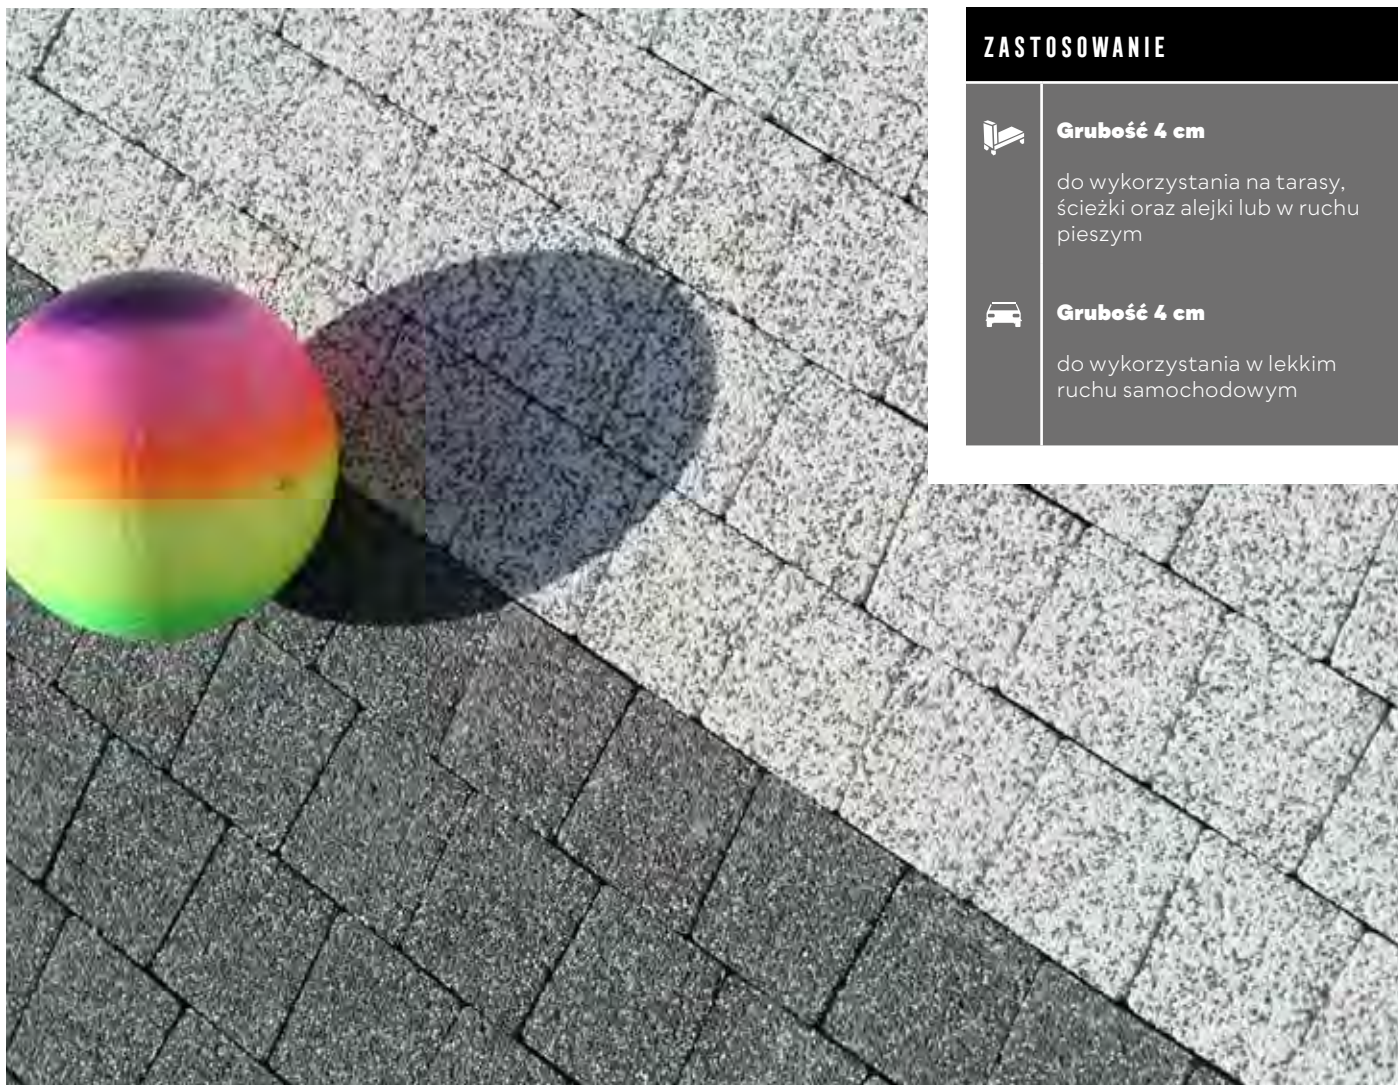 ZASTOSOWANIE
Grubość 4 cm
do wykorzystania na tarasy,
ścieżki oraz alejki lub w ruchu
pieszym
Grubość 4 cm
do wykorzystania w lekkim
ruchu samochodowym